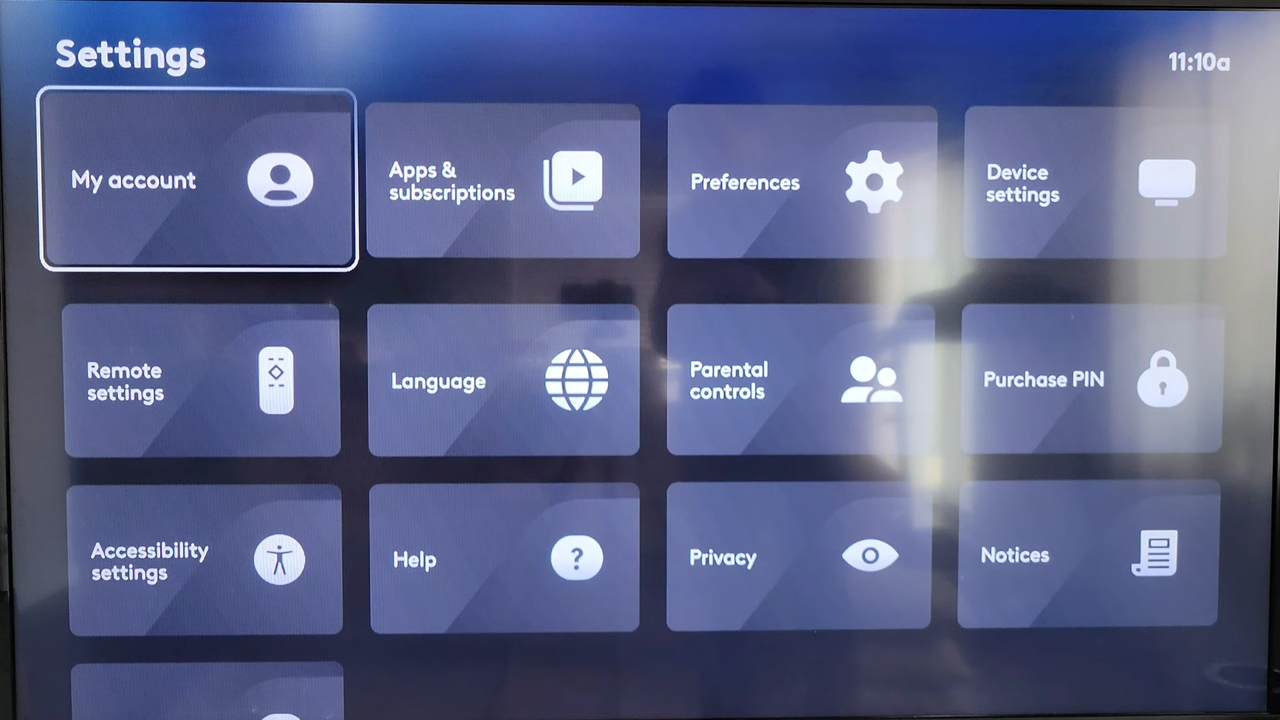 Settings
11:10a
My account
Apps &
subscriptions
Preferences
Device
settings
Remote
settings
Language
Parental
controls
Purchase PIN
Accessibility
settings
Help
?
Privacy
Notices